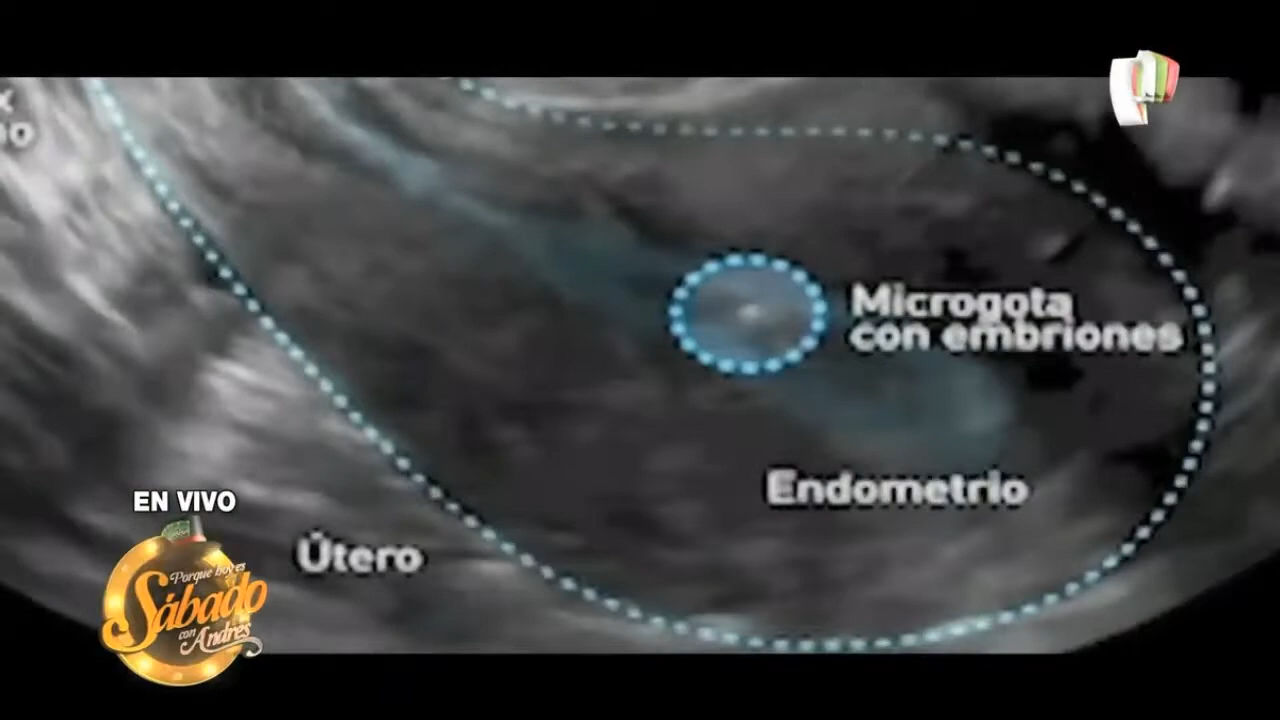 Microgota
con embriones
Endometrio
Útero
EN VIVO
Porque hoy es
Sábado
con Andrés